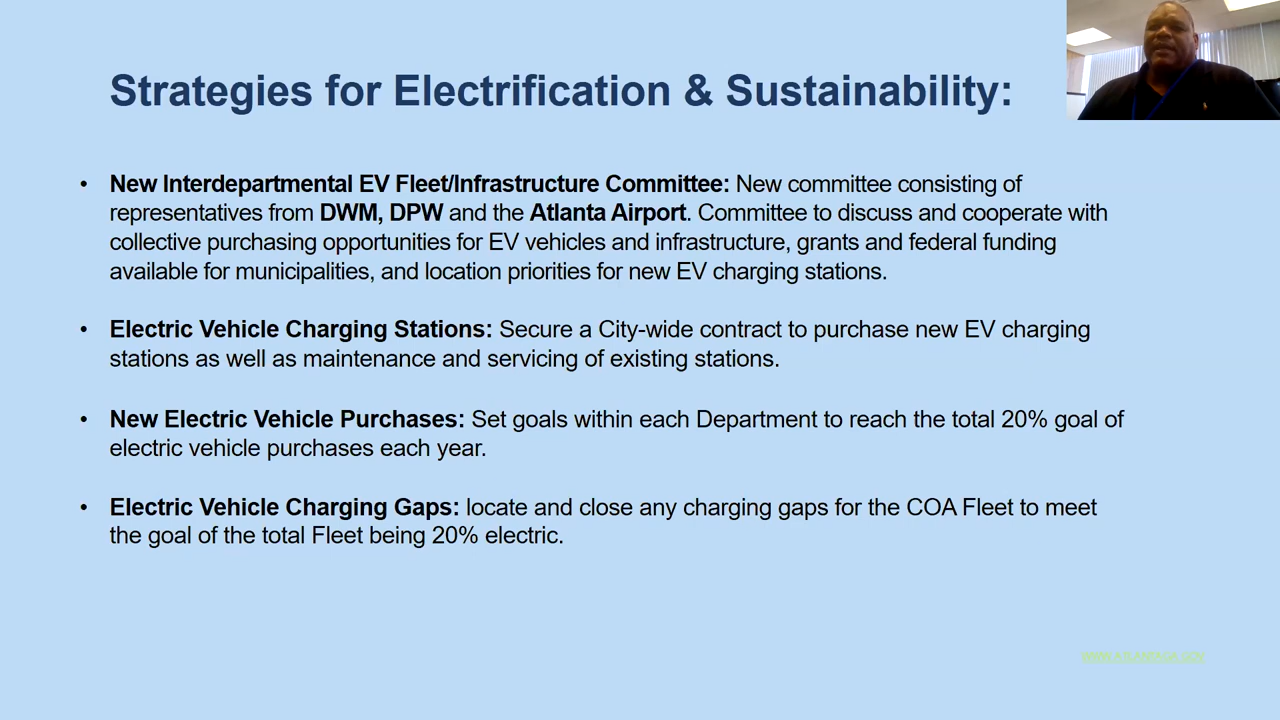 Strategies for Electrification & Sustainability:
• New Interdepartmental EV Fleet/Infrastructure Committee: New committee consisting of
representatives from DWM, DPW and the Atlanta Airport. Committee to discuss and cooperate with
collective purchasing opportunities for EV vehicles and infrastructure, grants and federal funding
available for municipalities, and location priorities for new EV charging stations.
• Electric Vehicle Charging Stations: Secure a City-wide contract to purchase new EV charging
stations as well as maintenance and servicing of existing stations.
• New Electric Vehicle Purchases: Set goals within each Department to reach the total 20% goal of
electric vehicle purchases each year.
• Electric Vehicle Charging Gaps: locate and close any charging gaps for the COA Fleet to meet
the goal of the total Fleet being 20% electric.